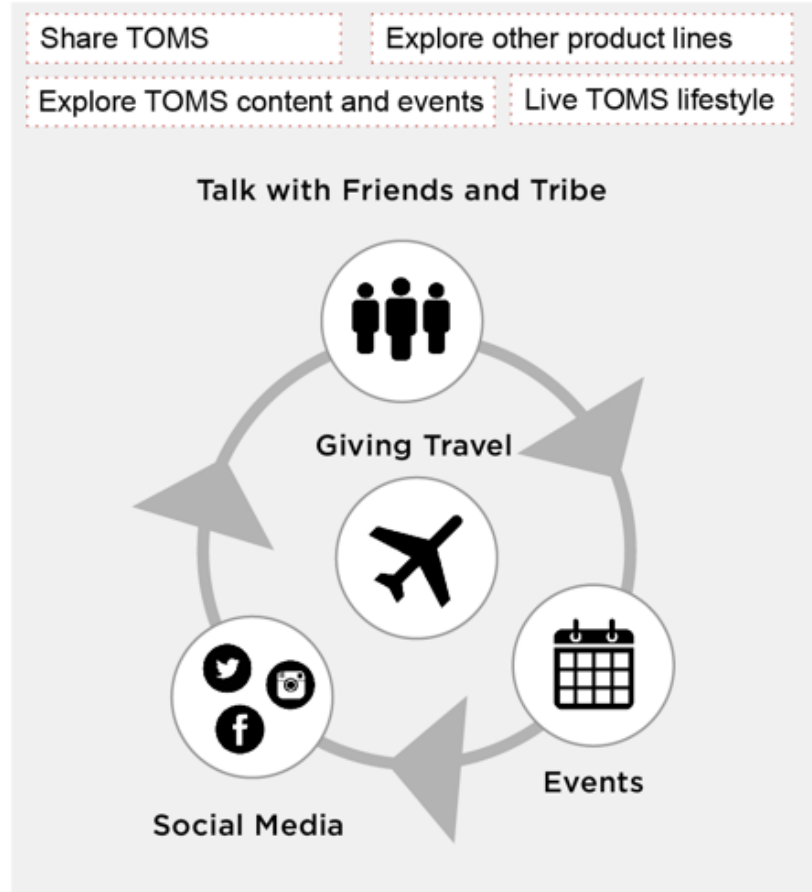 Share TOMS
Explore other product lines
Explore TOMS content and events
Live TOMS lifestyle
Talk with Friends and Tribe
Giving Travel
Events
Social Media